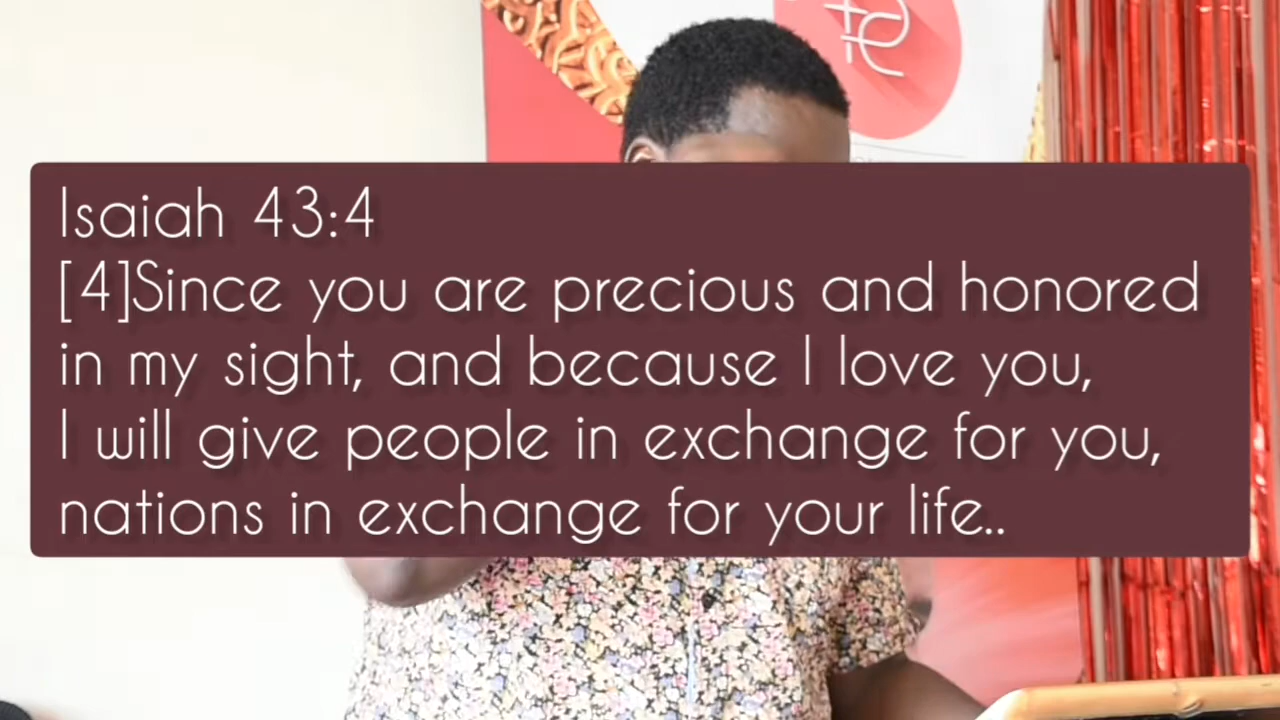 Isaiah 43:4
[4]Since you are precious and honored
in my sight, and because I love you,
I will give people in exchange for you,
nations in exchange for your life..